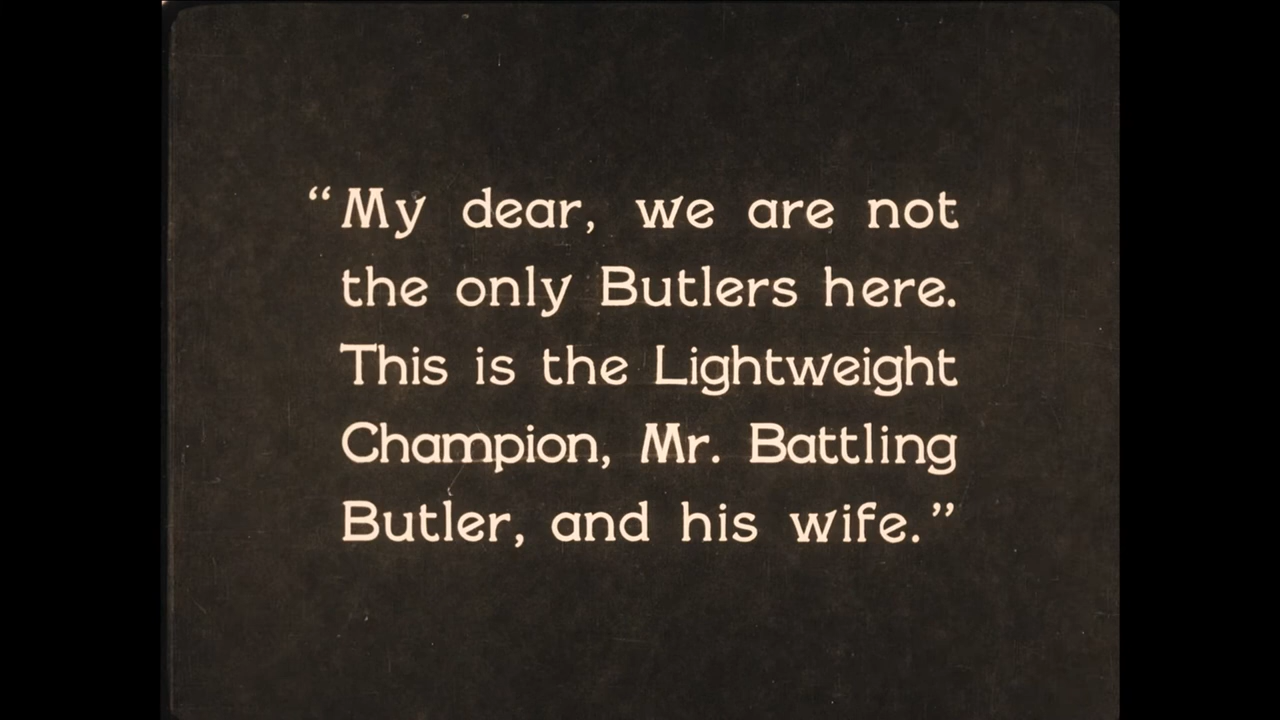 “My dear, we are not
the only Butlers here.
This is the Lightweight
Champion, Mr. Battling
Butler, and his wife.”